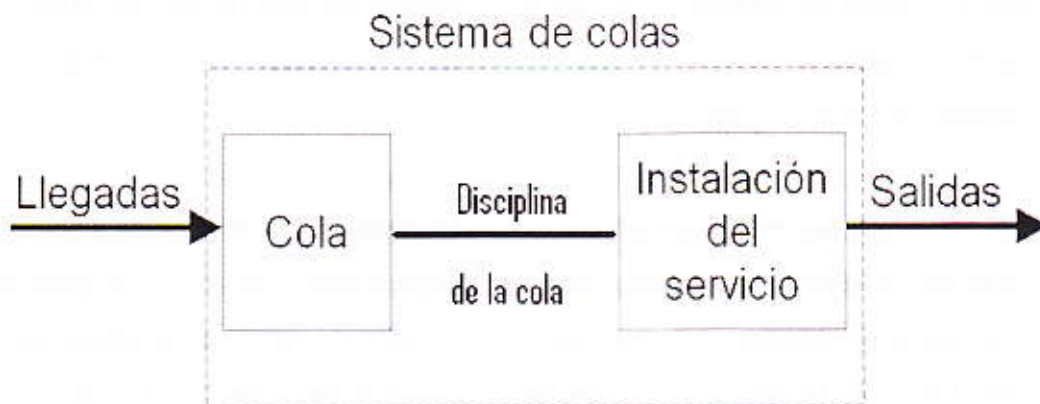 Sistema de colas
Llegadas
Cola
Disciplina
de la cola
Instalación
del
servicio
Salidas